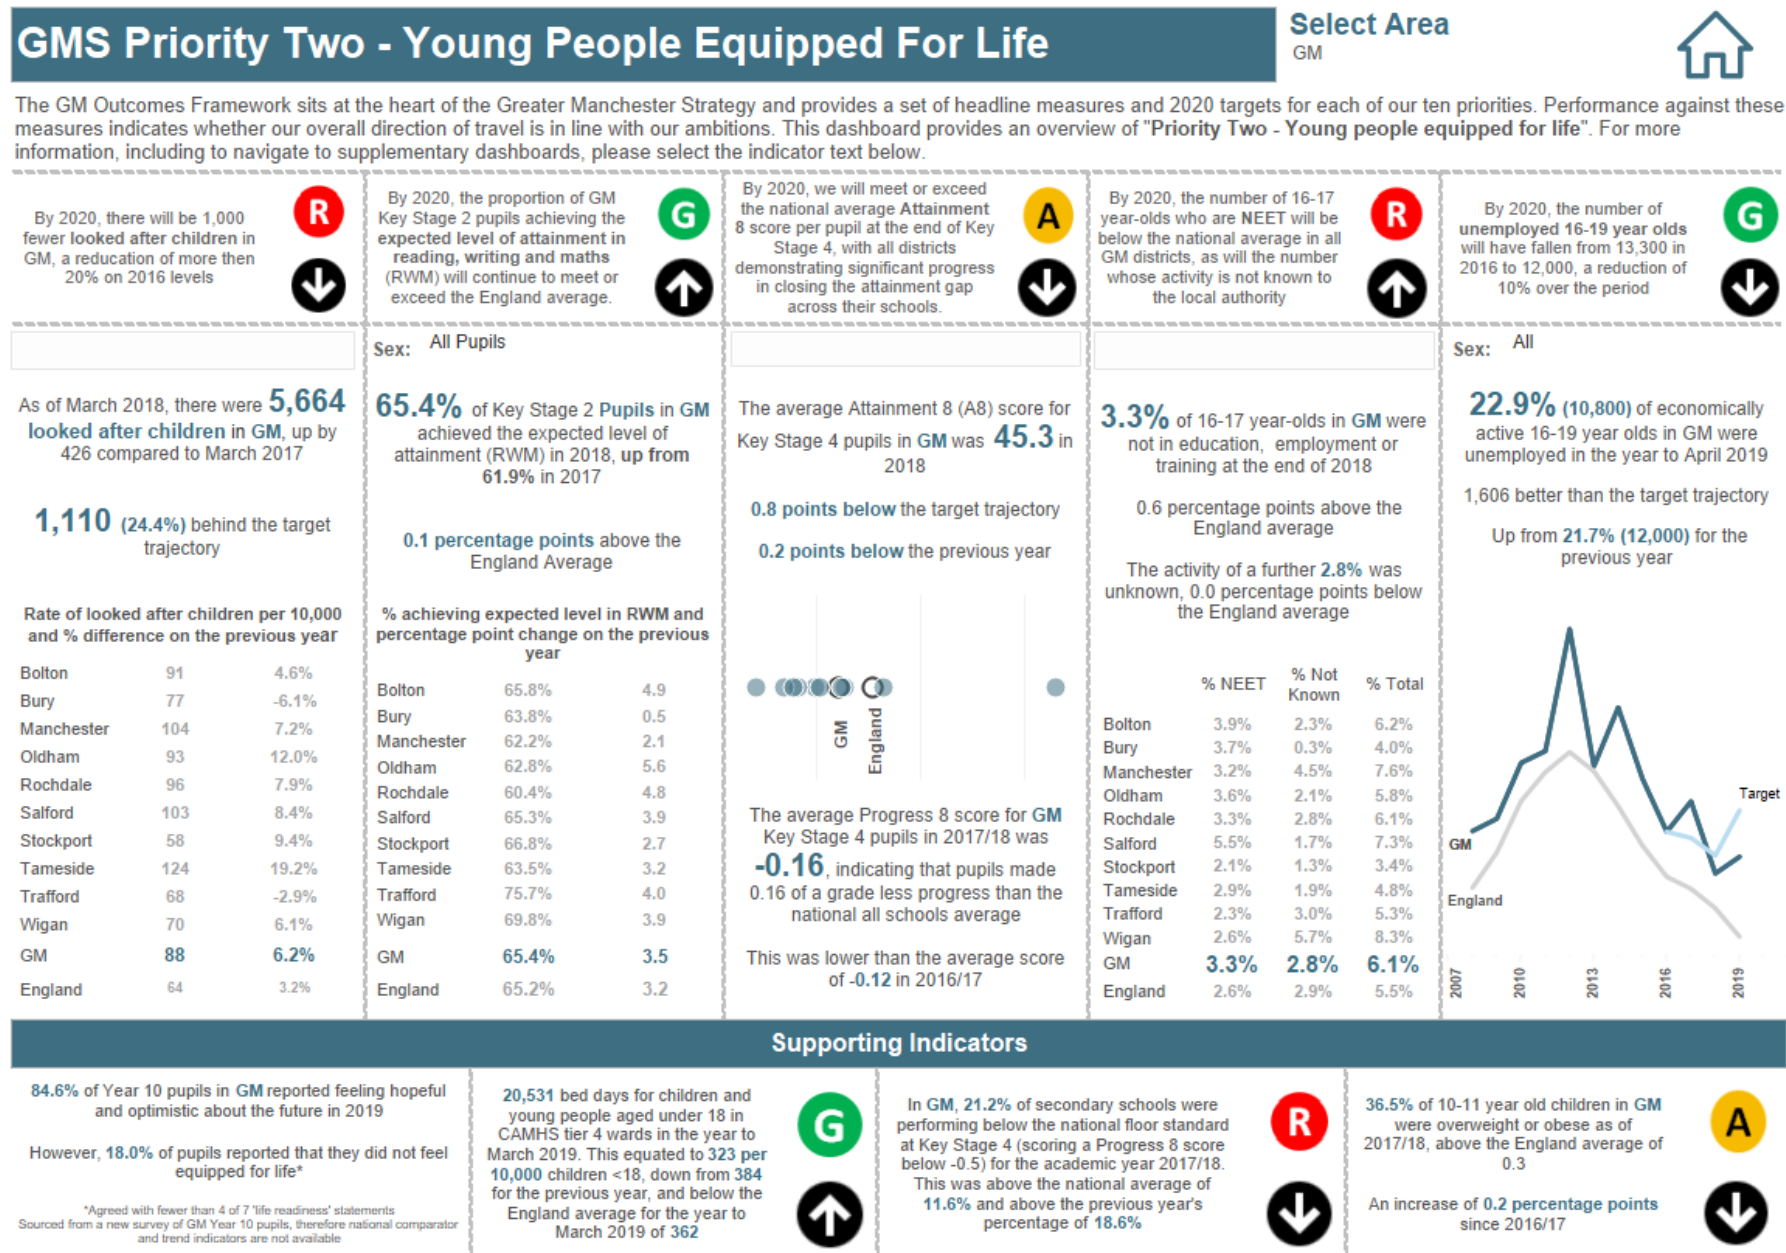 GMS Priority Two - Young People Equipped For Life
Select Area
GM
The GM Outcomes Framework sits at the heart of the Greater Manchester Strategy and provides a set of headline measures and 2020 targets for each of our ten priorities. Performance against these
measures indicates whether our overall direction of travel is in line with our ambitions. This dashboard provides an overview of "Priority Two - Young people equipped for life". For more
information, including to navigate to supplementary dashboards, please select the indicator text below.
By 2020, there will be 1,000
fewer looked after children in
GM, a reducation of more then
20% on 2016 levels
R
By 2020, the proportion of GM
Key Stage 2 pupils achieving the
expected level of attainment in
reading, writing and maths
(RWM) will continue to meet or
exceed the England average.
G
By 2020, we will meet or exceed
the national average Attainment
8 score per pupil at the end of Key
Stage 4, with all districts
demonstrating significant progress
in closing the attainment gap
across their schools.
A
By 2020, the number of 16-17
year-olds who are NEET will be
below the national average in all
GM districts, as will the number
whose activity is not known to
the local authority
R
By 2020, the number of
unemployed 16-19 year olds
will have fallen from 13,300 in
2016 to 12,000, a reduction of
10% over the period
G
As of March 2018, there were 5,664
looked after children in GM, up by
426 compared to March 2017
1,110 (24.4%) behind the target
trajectory
Rate of looked after children per 10,000
and % difference on the previous year
Bolton 91 4.6%
Bury 77 -6.1%
Manchester 104 7.2%
Oldham 93 12.0%
Rochdale 96 7.9%
Salford 103 8.4%
Stockport 58 9.4%
Tameside 124 19.2%
Trafford 68 -2.9%
Wigan 70 6.1%
GM 88 6.2%
England 64 3.2%
Sex: All Pupils
65.4% of Key Stage 2 Pupils in GM
achieved the expected level of
attainment (RWM) in 2018, up from
61.9% in 2017
0.1 percentage points above the
England Average
% achieving expected level in RWM and
percentage point change on the previous
year
Bolton 65.8% 4.9
Bury 63.8% 0.5
Manchester 62.2% 2.1
Oldham 62.8% 5.6
Rochdale 60.4% 4.8
Salford 65.3% 3.9
Stockport 66.8% 2.7
Tameside 63.5% 3.2
Trafford 75.7% 4.0
Wigan 69.8% 3.9
GM 65.4% 3.5
England 65.2% 3.2
The average Attainment 8 (A8) score for
Key Stage 4 pupils in GM was 45.3 in
2018
0.8 points below the target trajectory
0.2 points below the previous year
GM
England
The average Progress 8 score for GM
Key Stage 4 pupils in 2017/18 was
-0.16, indicating that pupils made
0.16 of a grade less progress than the
national all schools average
This was lower than the average score
of -0.12 in 2016/17
3.3% of 16-17 year-olds in GM were
not in education, employment or
training at the end of 2018
0.6 percentage points above the
England average
The activity of a further 2.8% was
unknown, 0.0 percentage points below
the England average
% NEET % Not Known % Total
Bolton 3.9% 2.3% 6.2%
Bury 3.7% 0.3% 4.0%
Manchester 3.2% 4.5% 7.6%
Oldham 3.6% 2.1% 5.8%
Rochdale 3.3% 2.8% 6.1%
Salford 5.5% 1.7% 7.3%
Stockport 2.1% 1.3% 3.4%
Tameside 2.9% 1.9% 4.8%
Trafford 2.3% 3.0% 5.3%
Wigan 2.6% 5.7% 8.3%
GM 3.3% 2.8% 6.1%
England 2.6% 2.9% 5.5%
Sex: All
22.9% (10,800) of economically
active 16-19 year olds in GM were
unemployed in the year to April 2019
1,606 better than the target trajectory
Up from 21.7% (12,000) for the
previous year
Target
GM
England
2007 2010 2013 2016 2019
Supporting Indicators
84.6% of Year 10 pupils in GM reported feeling hopeful
and optimistic about the future in 2019
However, 18.0% of pupils reported that they did not feel
equipped for life*
*Agreed with fewer than 4 of 7 'life readiness' statements
Sourced from a new survey of GM Year 10 pupils, therefore national comparator
and trend indicators are not available
20,531 bed days for children and
young people aged under 18 in
CAMHS tier 4 wards in the year to
March 2019. This equated to 323 per
10,000 children <18, down from 384
for the previous year, and below the
England average for the year to
March 2019 of 362
G
In GM, 21.2% of secondary schools were
performing below the national floor standard
at Key Stage 4 (scoring a Progress 8 score
below -0.5) for the academic year 2017/18.
This was above the national average of
11.6% and above the previous year's
percentage of 18.6%
R
36.5% of 10-11 year old children in GM
were overweight or obese as of
2017/18, above the England average of
0.3
An increase of 0.2 percentage points
since 2016/17
A